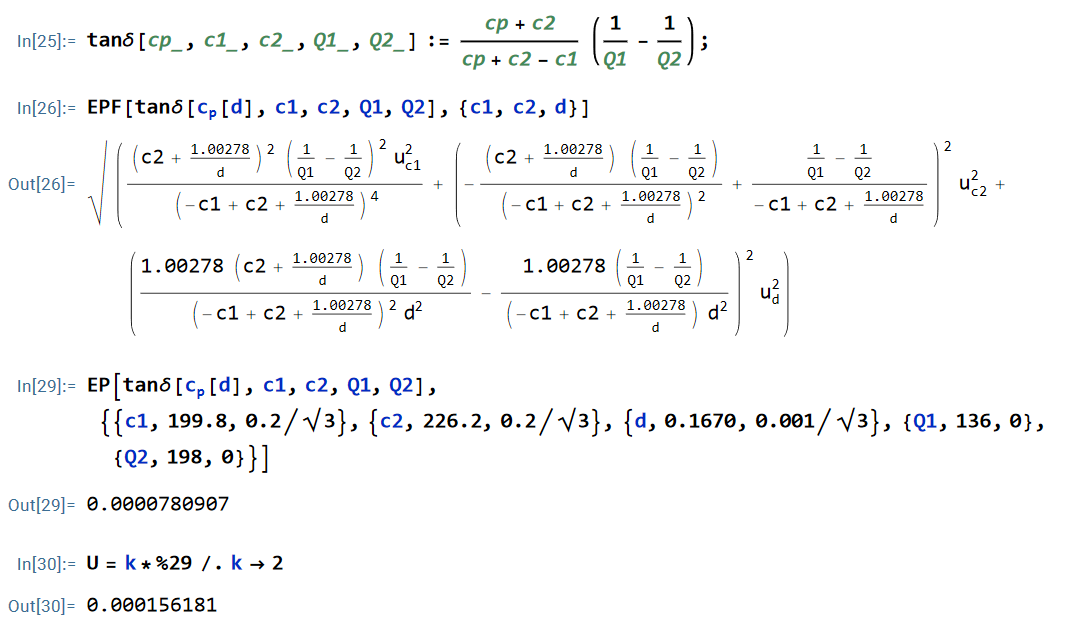 In[25]:= tanδ[cp_, c1_, c2_, Q1_, Q2_] := (cp + c2)/(cp + c2 - c1) (1/Q1 - 1/Q2);
In[26]:= EPF[tanδ[cₚ[d], c1, c2, Q1, Q2], {c1, c2, d}]
Out[26]= √(((c2 + 1.00278/d)^2 (1/Q1 - 1/Q2)^2 u_c1^2)/(-c1 + c2 + 1.00278/d)^4 + (-((c2 + 1.00278/d) (1/Q1 - 1/Q2))/(-c1 + c2 + 1.00278/d)^2 + (1/Q1 - 1/Q2)/(-c1 + c2 + 1.00278/d))^2 u_c2^2 +
((1.00278 (c2 + 1.00278/d) (1/Q1 - 1/Q2))/((-c1 + c2 + 1.00278/d)^2 d^2) - (1.00278 (1/Q1 - 1/Q2))/((-c1 + c2 + 1.00278/d) d^2))^2 u_d^2)
In[29]:= EP[tanδ[cₚ[d], c1, c2, Q1, Q2],
{{c1, 199.8, 0.2/√3}, {c2, 226.2, 0.2/√3}, {d, 0.1670, 0.001/√3}, {Q1, 136, 0},
{Q2, 198, 0}}]
Out[29]= 0.0000780907
In[30]:= U = k * %29 /. k → 2
Out[30]= 0.000156181